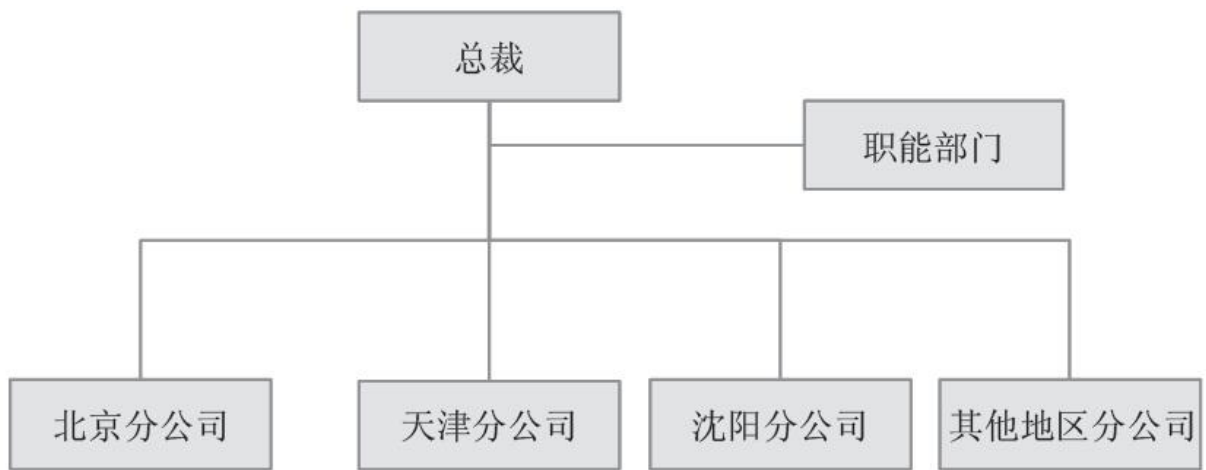 总裁
职能部门
北京分公司
天津分公司
沈阳分公司
其他地区分公司